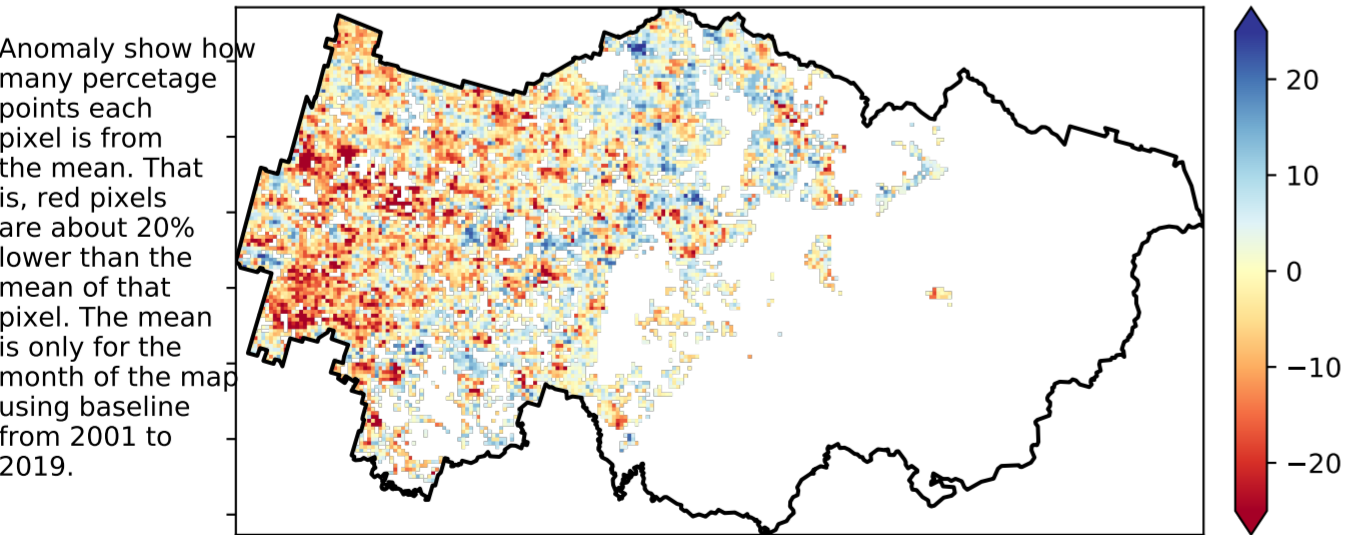 Anomaly show how
many percetage
points each
pixel is from
the mean. That
is, red pixels
are about 20%
lower than the
mean of that
pixel. The mean
is only for the
month of the map
using baseline
from 2001 to
2019.
20
10
0
−10
−20